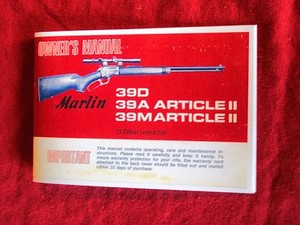 OWNER'S MANUAL
Marlin
39D
39A ARTICLE II
39M ARTICLE II
IMPORTANT
This manual contains operating, care and maintenance in-
structions. Please read it carefully and keep it handy. To
insure warranty protection for your rifle, the warranty card
attached to the back cover should be filled out and mailed
within 10 days of purchase.